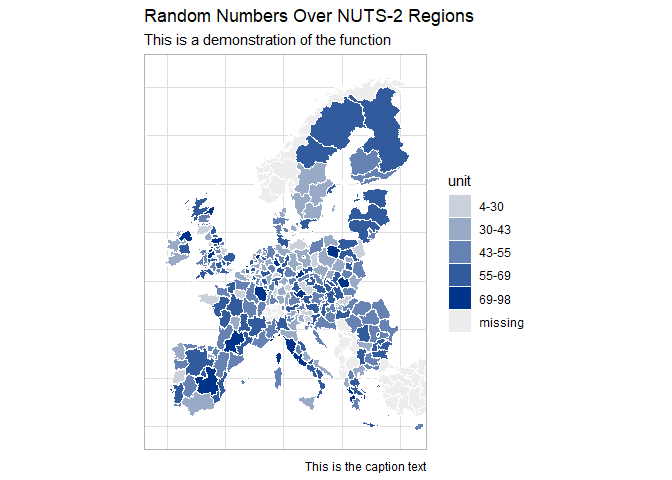 Random Numbers Over NUTS-2 Regions
This is a demonstration of the function
unit
4-30
30-43
43-55
55-69
69-98
missing
This is the caption text